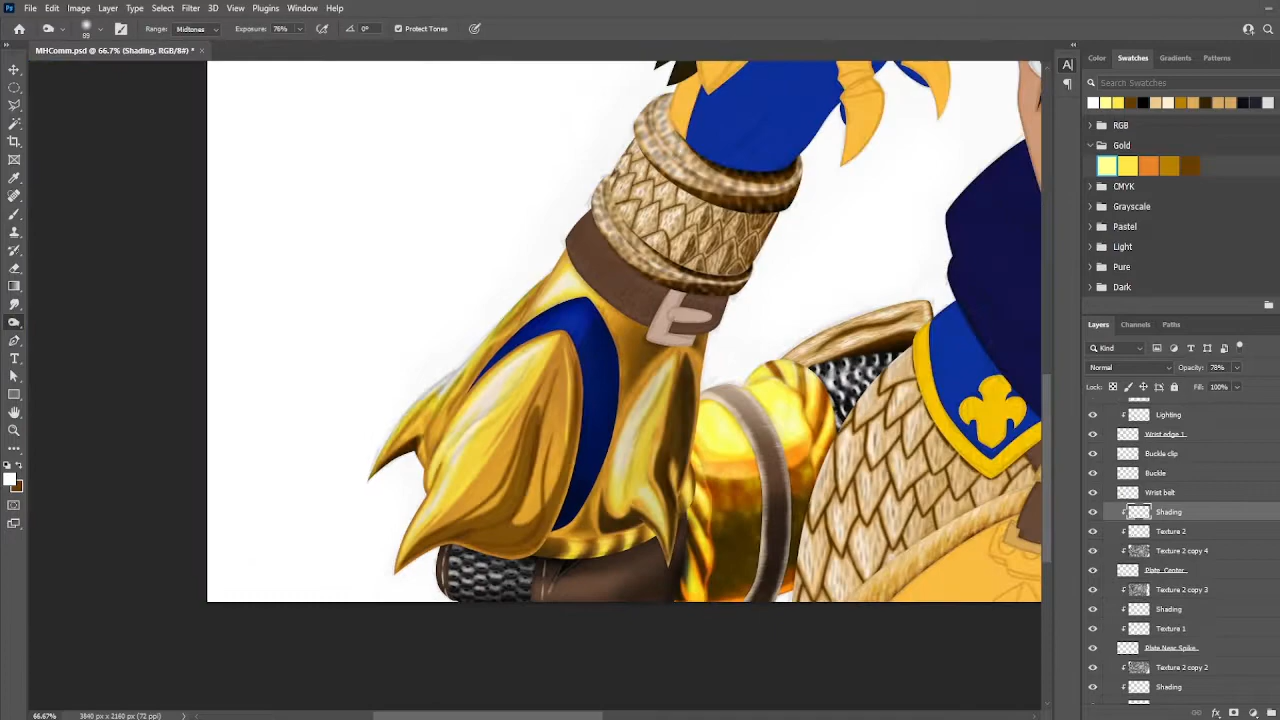 File Edit Image Layer Type Select Filter 3D View Plugins Window Help
89 Range: Midtones Exposure: 76% 0° Protect Tones
MHComm.psd @ 66.7% (Shading, RGB/8#) * ×
Color Swatches Gradients Patterns
Search Swatches
RGB
Gold
CMYK
Grayscale
Pastel
Light
Pure
Dark
Layers Channels Paths
Kind
Normal Opacity: 78%
Lock: Fill: 100%
Lighting
Wrist edge 1
Buckle clip
Buckle
Wrist belt
Shading
Texture 2
Texture 2 copy 4
Plate_Center
Texture 2 copy 3
Shading
Texture 1
Plate Near Spike
Texture 2 copy 2
Shading
66.67% 3840 px x 2160 px (72 ppi)